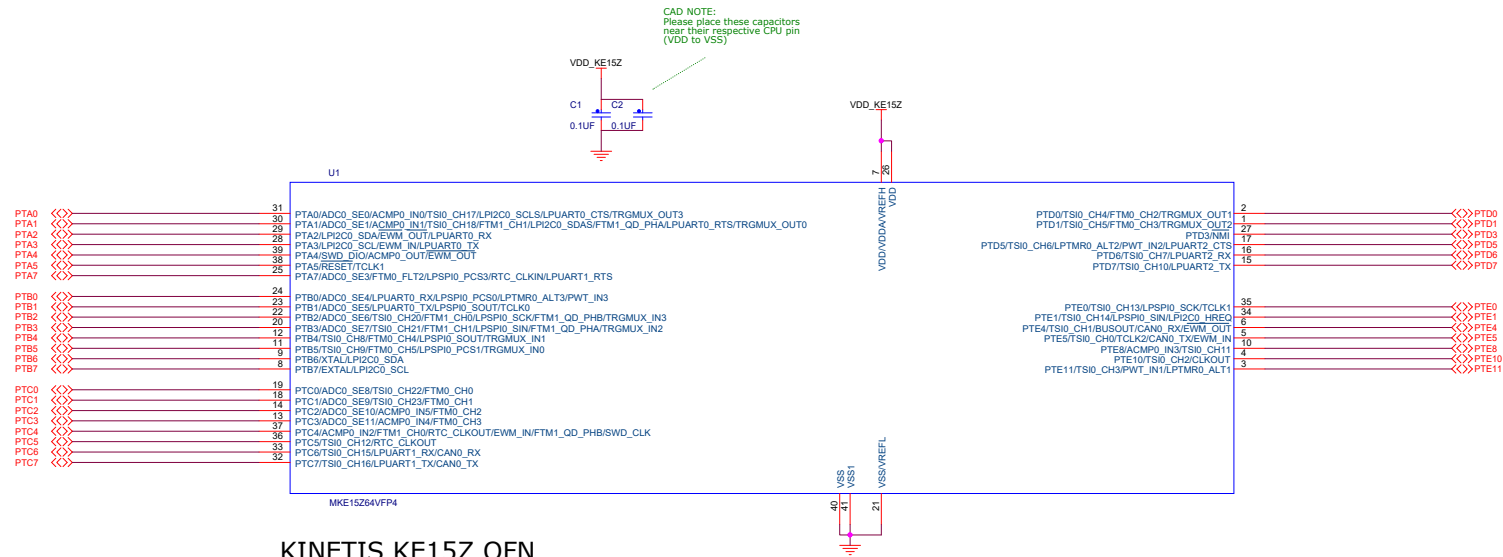 CAD NOTE:
Please place these capacitors
near their respective CPU pin
(VDD to VSS)
VDD_KE15Z
C1 C2
0.1UF 0.1UF
VDD_KE15Z
7 26
VDD/VDDA/VREFH
VDD
U1
PTA0 31 PTA0/ADC0_SE0/ACMP0_IN0/TSI0_CH17/LPI2C0_SCLS/LPUART0_CTS/TRGMUX_OUT3
PTA1 30 PTA1/ADC0_SE1/ACMP0_IN1/TSI0_CH18/FTM1_CH1/LPI2C0_SDAS/FTM1_QD_PHA/LPUART0_RTS/TRGMUX_OUT0
PTA2 29 PTA2/LPI2C0_SDA/EWM_OUT/LPUART0_RX
PTA3 28 PTA3/LPI2C0_SCL/EWM_IN/LPUART0_TX
PTA4 39 PTA4/SWD_DIO/ACMP0_OUT/EWM_OUT
PTA5 38 PTA5/RESET/TCLK1
PTA7 25 PTA7/ADC0_SE3/FTM0_FLT2/LPSPI0_PCS3/RTC_CLKIN/LPUART1_RTS
PTB0 24 PTB0/ADC0_SE4/LPUART0_RX/LPSPI0_PCS0/LPTMR0_ALT3/PWT_IN3
PTB1 23 PTB1/ADC0_SE5/LPUART0_TX/LPSPI0_SOUT/TCLK0
PTB2 22 PTB2/ADC0_SE6/TSI0_CH20/FTM1_CH0/LPSPI0_SCK/FTM1_QD_PHB/TRGMUX_IN3
PTB3 20 PTB3/ADC0_SE7/TSI0_CH21/FTM1_CH1/LPSPI0_SIN/FTM1_QD_PHA/TRGMUX_IN2
PTB4 12 PTB4/TSI0_CH8/FTM0_CH4/LPSPI0_SOUT/TRGMUX_IN1
PTB5 11 PTB5/TSI0_CH9/FTM0_CH5/LPSPI0_PCS1/TRGMUX_IN0
PTB6 9 PTB6/XTAL/LPI2C0_SDA
PTB7 8 PTB7/EXTAL/LPI2C0_SCL
PTC0 19 PTC0/ADC0_SE8/TSI0_CH22/FTM0_CH0
PTC1 18 PTC1/ADC0_SE9/TSI0_CH23/FTM0_CH1
PTC2 14 PTC2/ADC0_SE10/ACMP0_IN5/FTM0_CH2
PTC3 13 PTC3/ADC0_SE11/ACMP0_IN4/FTM0_CH3
PTC4 37 PTC4/ACMP0_IN2/FTM1_CH0/RTC_CLKOUT/EWM_IN/FTM1_QD_PHB/SWD_CLK
PTC5 36 PTC5/TSI0_CH12/RTC_CLKOUT
PTC6 33 PTC6/TSI0_CH15/LPUART1_RX/CAN0_RX
PTC7 32 PTC7/TSI0_CH16/LPUART1_TX/CAN0_TX
PTD0/TSI0_CH4/FTM0_CH2/TRGMUX_OUT1 2 PTD0
PTD1/TSI0_CH5/FTM0_CH3/TRGMUX_OUT2 1 PTD1
PTD3/NMI 27 PTD3
PTD5/TSI0_CH6/LPTMR0_ALT2/PWT_IN2/LPUART2_CTS 17 PTD5
PTD6/TSI0_CH7/LPUART2_RX 16 PTD6
PTD7/TSI0_CH10/LPUART2_TX 15 PTD7
PTE0/TSI0_CH13/LPSPI0_SCK/TCLK1 35 PTE0
PTE1/TSI0_CH14/LPSPI0_SIN/LPI2C0_HREQ 34 PTE1
PTE4/TSI0_CH1/BUSOUT/CAN0_RX/EWM_OUT 6 PTE4
PTE5/TSI0_CH0/TCLK2/CAN0_TX/EWM_IN 5 PTE5
PTE8/ACMP0_IN3/TSI0_CH11 10 PTE8
PTE10/TSI0_CH2/CLKOUT 4 PTE10
PTE11/TSI0_CH3/PWT_IN1/LPTMR0_ALT1 3 PTE11
VSS
VSS1
VSS/VREFL
40 41 21
MKE15Z64VFP4
KINETIS KE15Z QFN